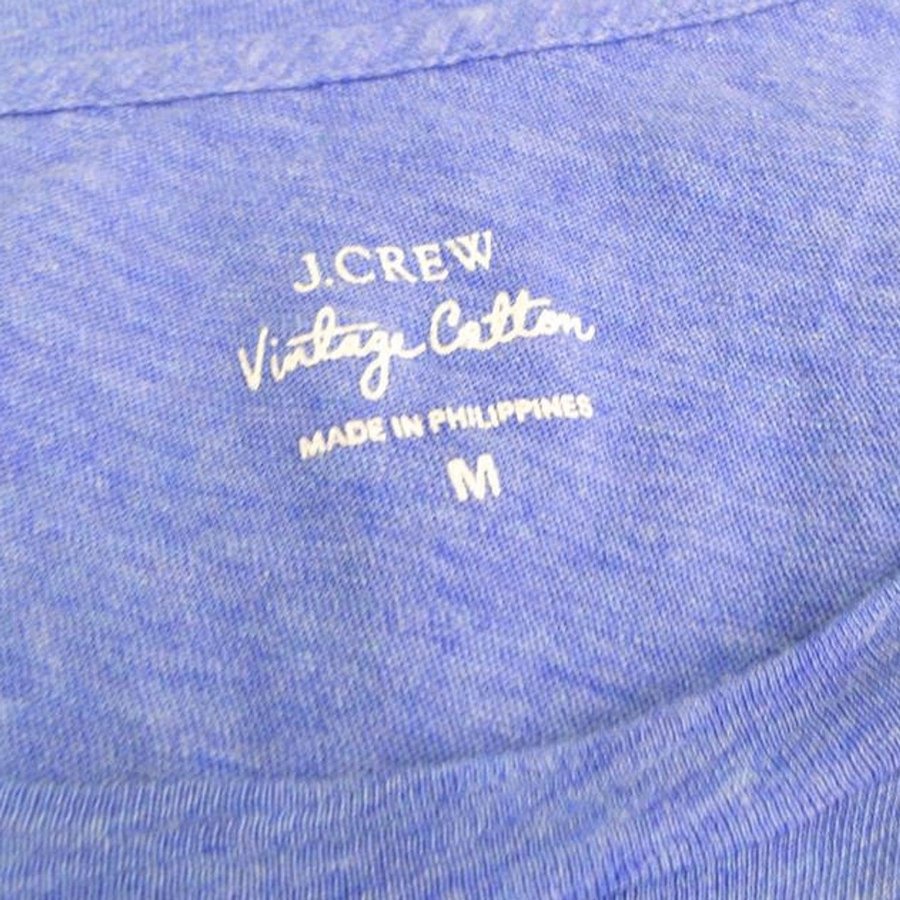 J.CREW
Vintage Cotton
MADE IN PHILIPPINES
M